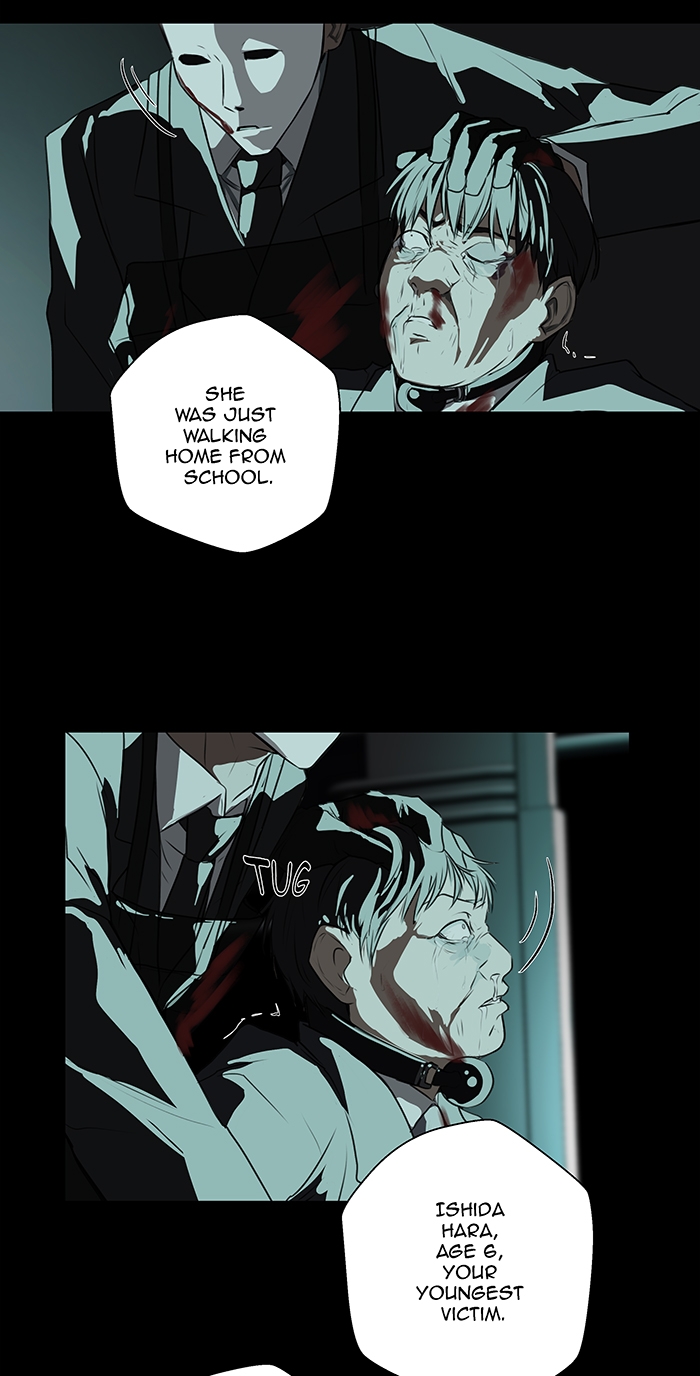 SHE
WAS JUST
WALKING
HOME FROM
SCHOOL.
TUG
ISHIDA
HARA,
AGE 6,
YOUR
YOUNGEST
VICTIM.